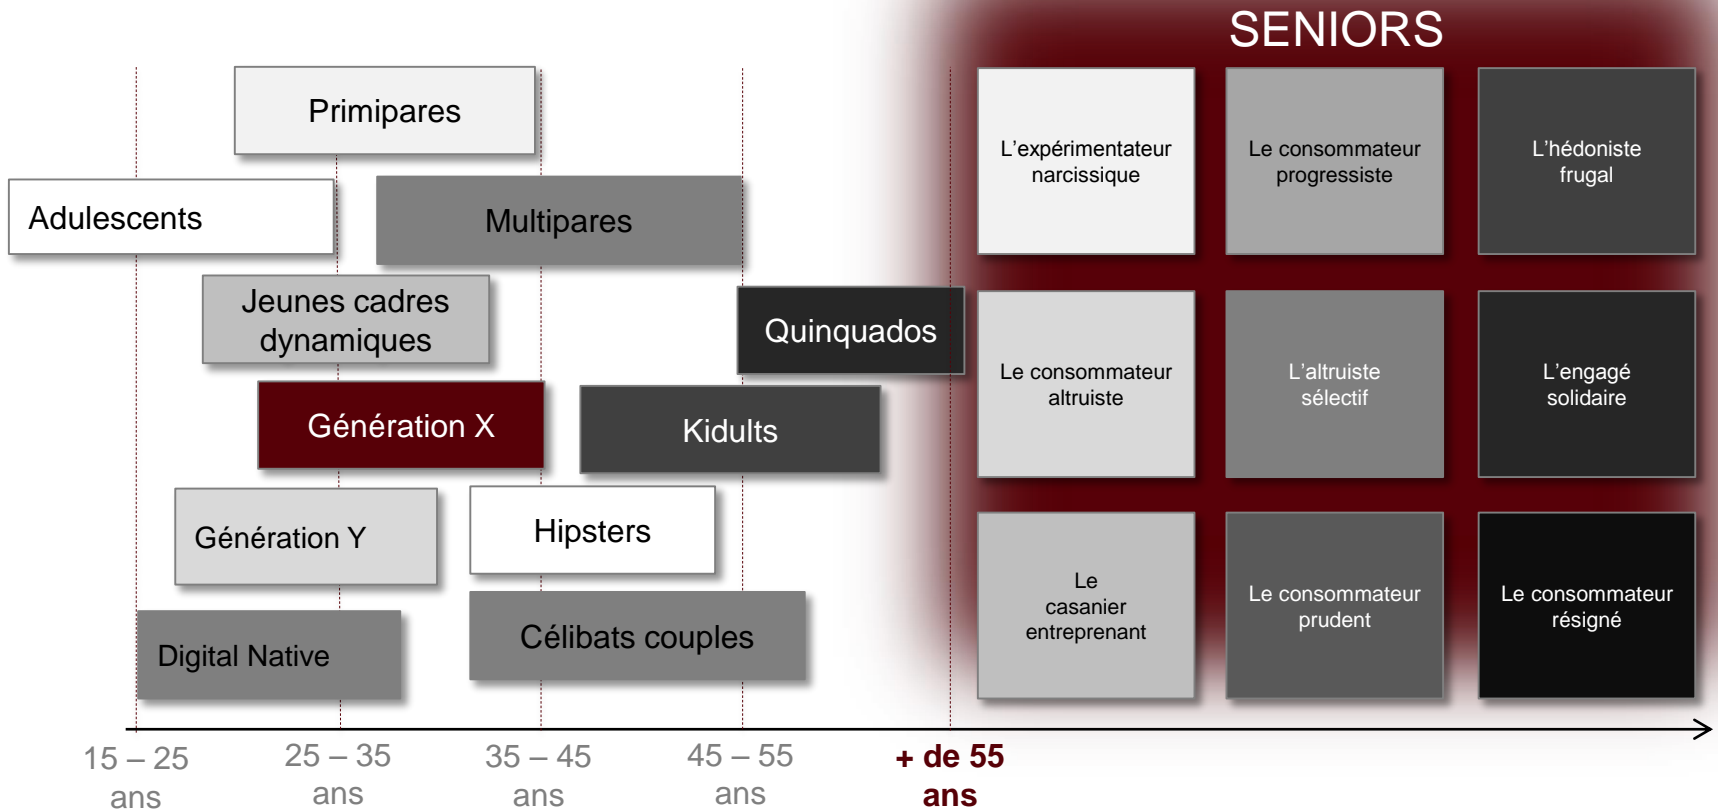 SENIORS
Primipares
Adulescents
Multipares
Jeunes cadres
dynamiques
Quinquados
Génération X
Kidults
Génération Y
Hipsters
Digital Native
Célibats couples
L’expérimentateur
narcissique
Le consommateur
progressiste
L’hédoniste
frugal
Le consommateur
altruiste
L’altruiste
sélectif
L’engagé
solidaire
Le
casanier
entreprenant
Le consommateur
prudent
Le consommateur
résigné
15 – 25
ans
25 – 35
ans
35 – 45
ans
45 – 55
ans
+ de 55
ans